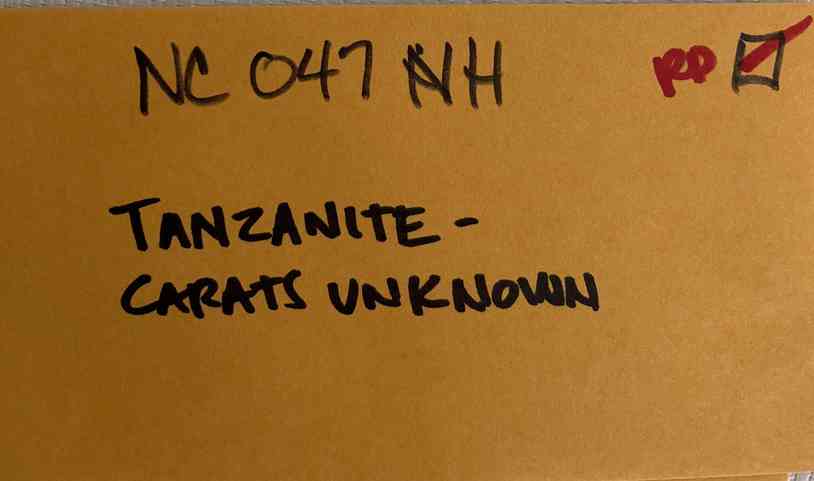 NC 047 NH RP
TANZANITE -
CARATS UNKNOWN